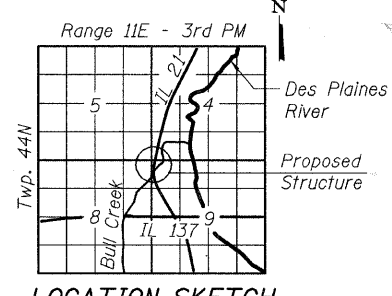 N
Range 11E - 3rd PM
IL 21
Des Plaines
River
5
4
Twp. 44N
Proposed
Structure
8
9
Bull Creek
IL 137
LOCATION SKETCH